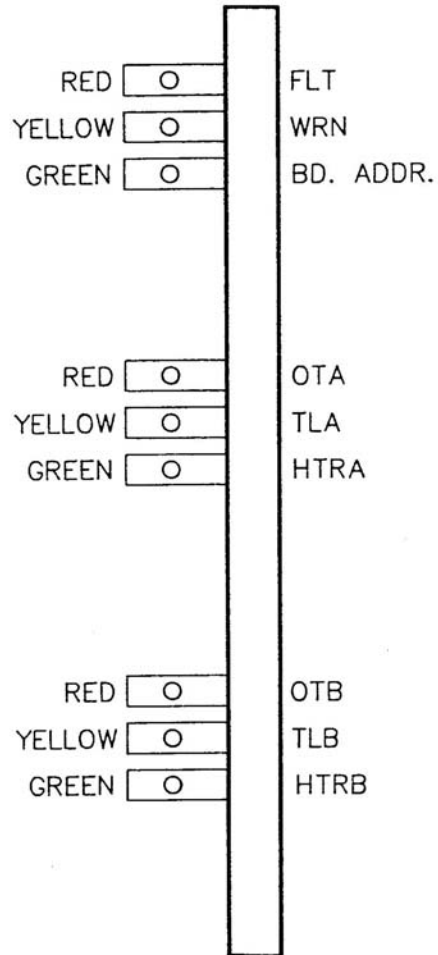 RED FLT
YELLOW WRN
GREEN BD. ADDR.
RED OTA
YELLOW TLA
GREEN HTRA
RED OTB
YELLOW TLB
GREEN HTRB